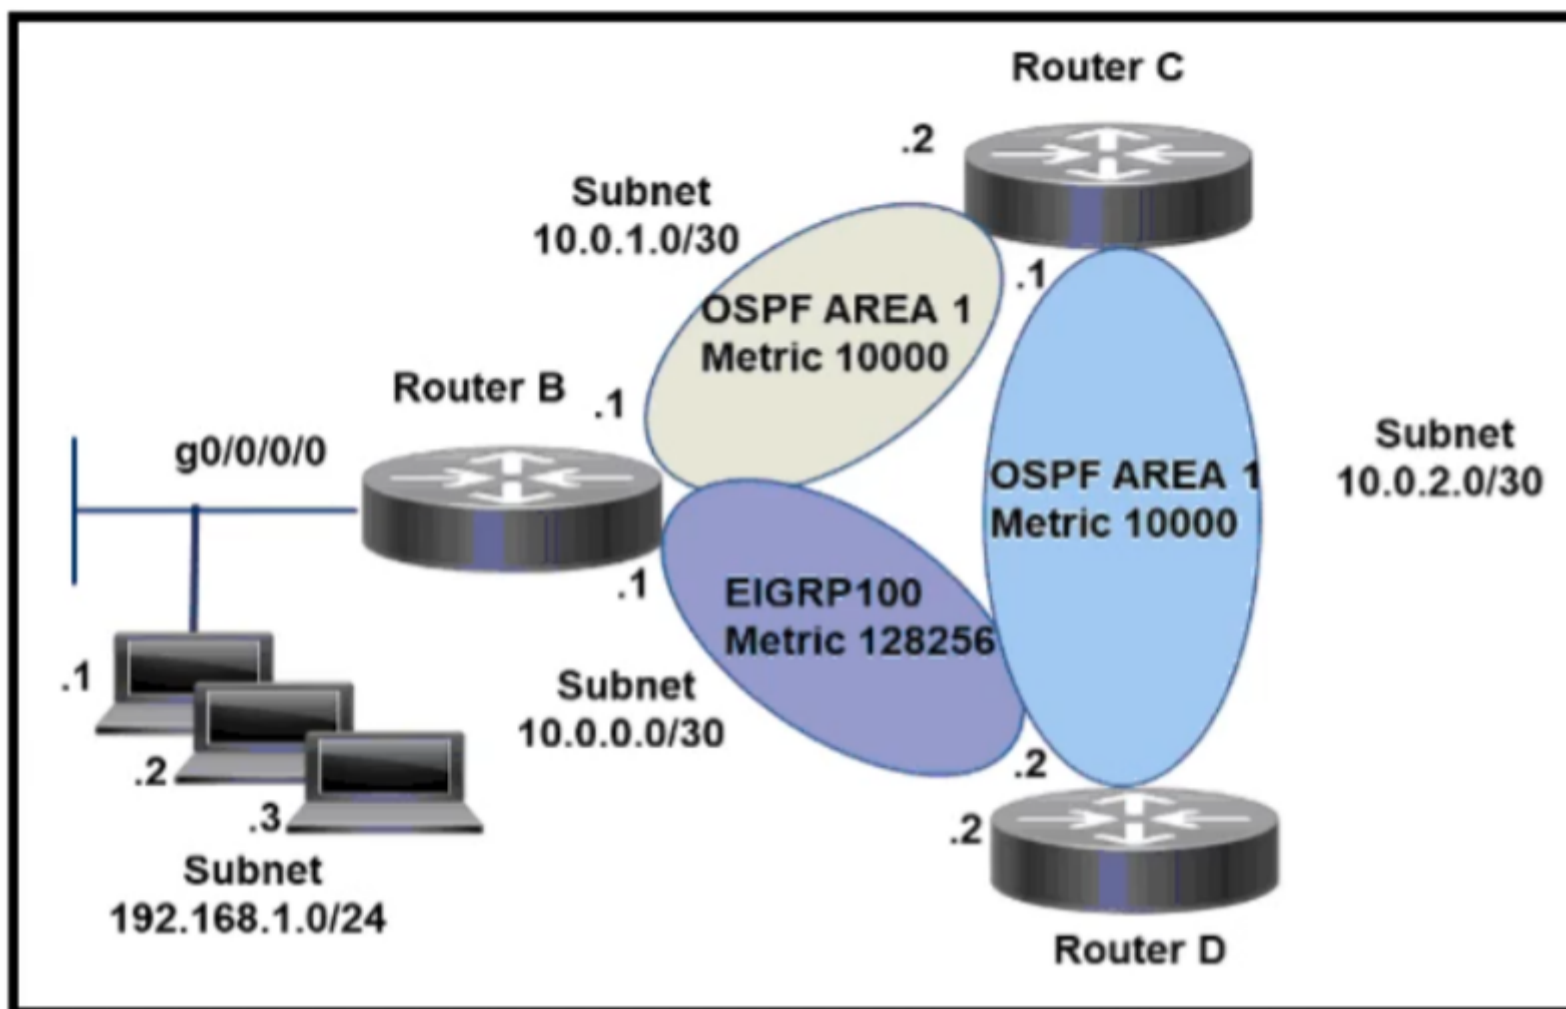 Router C
.2
Subnet
10.0.1.0/30
.1
OSPF AREA 1
Metric 10000
Router B
.1
g0/0/0/0
Subnet
10.0.2.0/30
OSPF AREA 1
Metric 10000
.1
EIGRP100
Metric 128256
.1
Subnet
10.0.0.0/30
.2
.2
.3
.2
Subnet
192.168.1.0/24
Router D